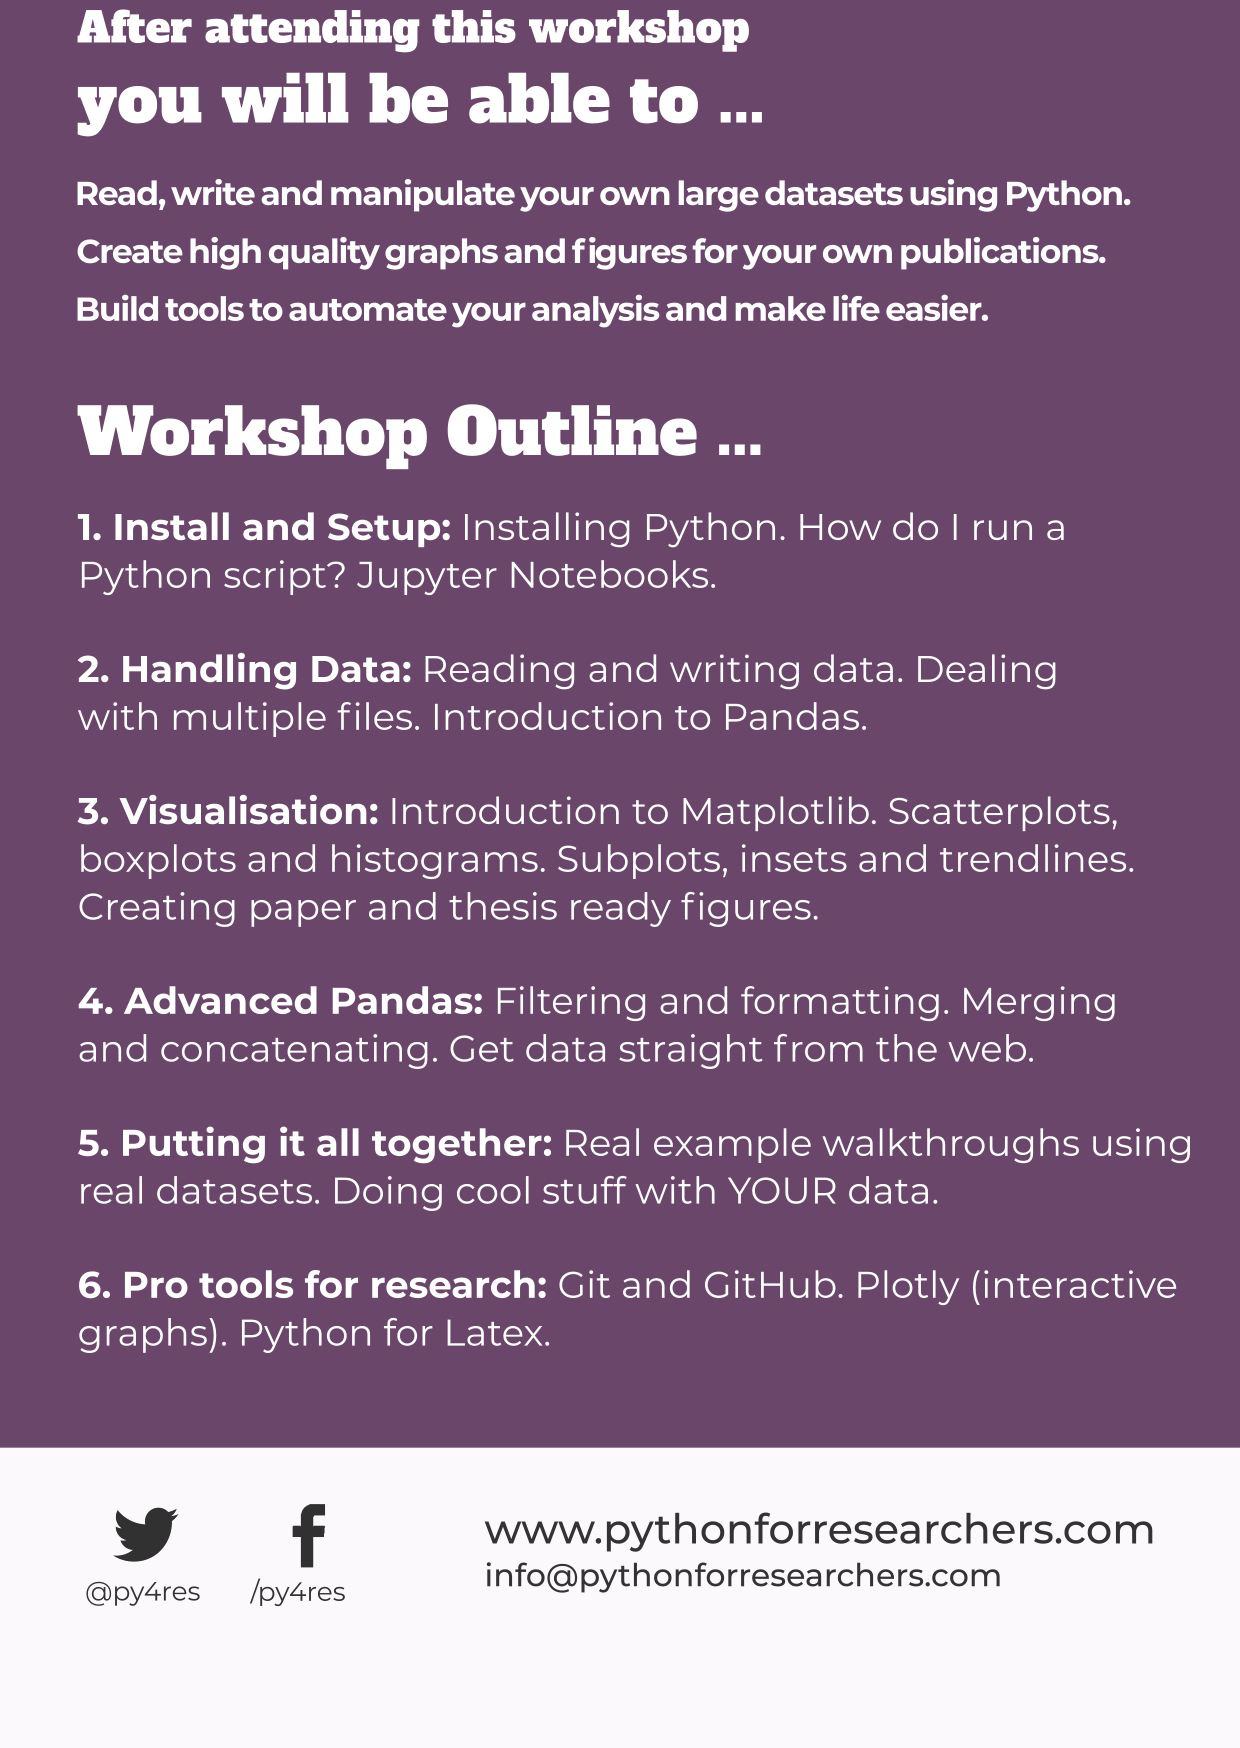 After attending this workshop
you will be able to ...
Read, write and manipulate your own large datasets using Python.
Create high quality graphs and figures for your own publications.
Build tools to automate your analysis and make life easier.
Workshop Outline ...
1. Install and Setup: Installing Python. How do I run a
Python script? Jupyter Notebooks.
2. Handling Data: Reading and writing data. Dealing
with multiple files. Introduction to Pandas.
3. Visualisation: Introduction to Matplotlib. Scatterplots,
boxplots and histograms. Subplots, insets and trendlines.
Creating paper and thesis ready figures.
4. Advanced Pandas: Filtering and formatting. Merging
and concatenating. Get data straight from the web.
5. Putting it all together: Real example walkthroughs using
real datasets. Doing cool stuff with YOUR data.
6. Pro tools for research: Git and GitHub. Plotly (interactive
graphs). Python for Latex.
@py4res
/py4res
www.pythonforresearchers.com
info@pythonforresearchers.com